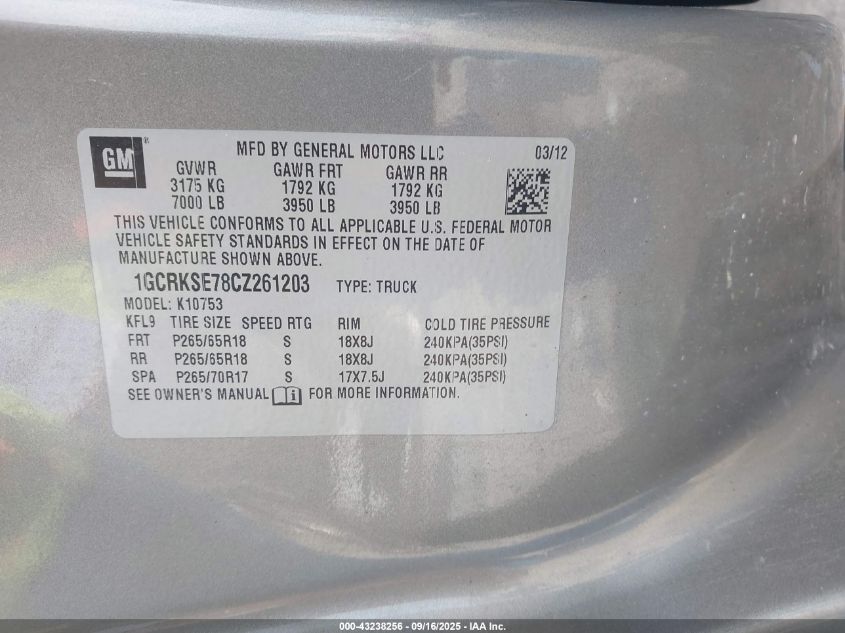 GM
®
MFD BY GENERAL MOTORS LLC 03/12
GVWR GAWR FRT GAWR RR
3175 KG 1792 KG 1792 KG
7000 LB 3950 LB 3950 LB
THIS VEHICLE CONFORMS TO ALL APPLICABLE U.S. FEDERAL MOTOR
VEHICLE SAFETY STANDARDS IN EFFECT ON THE DATE OF
MANUFACTURE SHOWN ABOVE.
1GCRKSE78CZ261203 TYPE: TRUCK
MODEL: K10753
KFL9 TIRE SIZE SPEED RTG RIM COLD TIRE PRESSURE
FRT P265/65R18 S 18X8J 240KPA(35PSI)
RR P265/65R18 S 18X8J 240KPA(35PSI)
SPA P265/70R17 S 17X7.5J 240KPA(35PSI)
SEE OWNER'S MANUAL i FOR MORE INFORMATION.
000-43238256 - 09/16/2025 - IAA Inc.